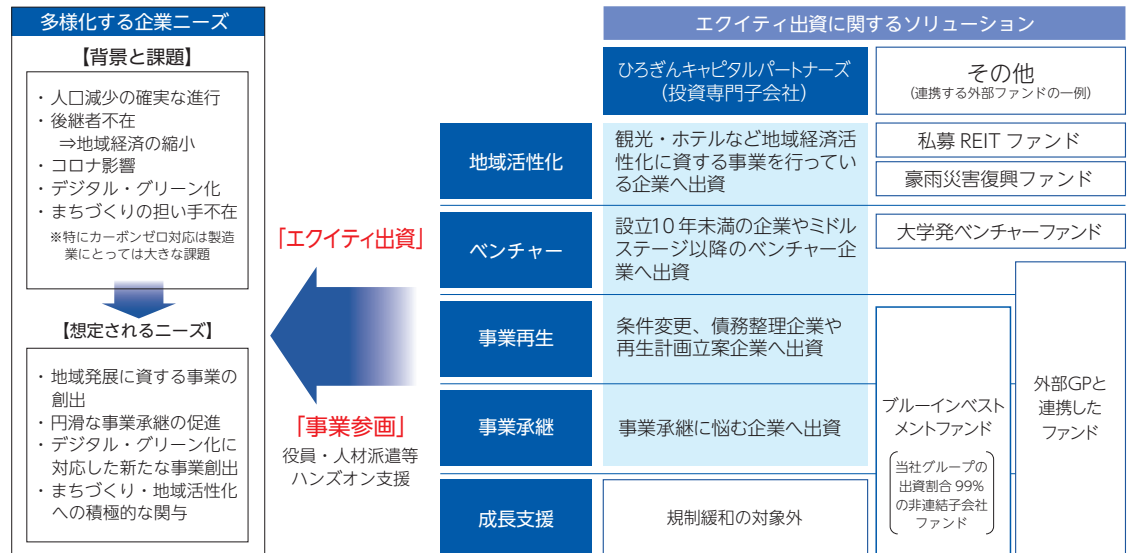 多様化する企業ニーズ
【背景と課題】
・人口減少の確実な進行
・後継者不在
⇒地域経済の縮小
・コロナ影響
・デジタル・グリーン化
・まちづくりの担い手不在
※特にカーボンゼロ対応は製造
業にとっては大きな課題
【想定されるニーズ】
・地域発展に資する事業の
創出
・円滑な事業承継の促進
・デジタル・グリーン化に
対応した新たな事業創出
・まちづくり・地域活性化
への積極的な関与
「エクイティ出資」
「事業参画」
役員・人材派遣等
ハンズオン支援
エクイティ出資に関するソリューション
ひろぎんキャピタルパートナーズ
(投資専門子会社)
その他
(連携する外部ファンドの一例)
地域活性化
観光・ホテルなど地域経済活
性化に資する事業を行ってい
る企業へ出資
私募 REIT ファンド
豪雨災害復興ファンド
ベンチャー
設立10 年未満の企業やミドル
ステージ以降のベンチャー企
業へ出資
大学発ベンチャーファンド
事業再生
条件変更、債務整理企業や
再生計画立案企業へ出資
事業承継
事業承継に悩む企業へ出資
成長支援
規制緩和の対象外
ブルーインベスト
メントファンド
当社グループの
出資割合 99%
の非連結子会社
ファンド
外部GPと
連携した
ファンド